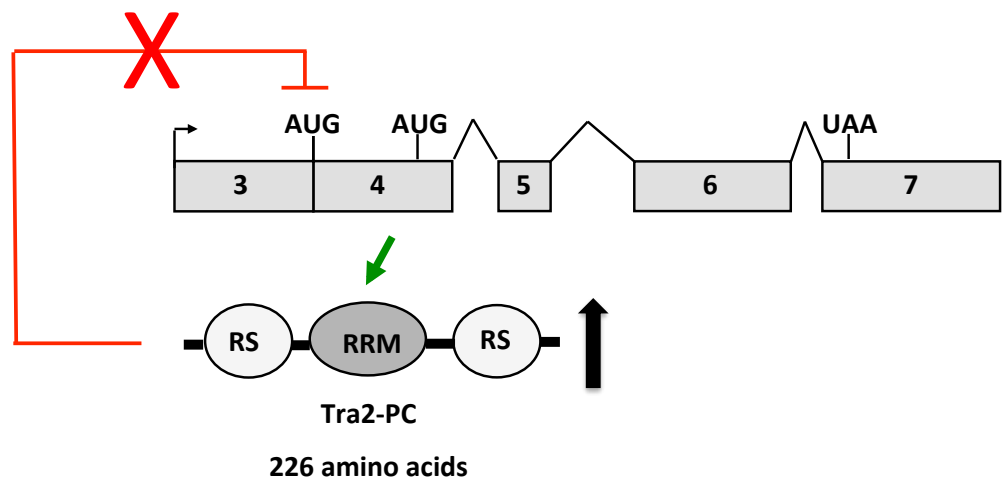 X
AUG AUG UAA
3 4 5 6 7
RS RRM RS
Tra2-PC
226 amino acids